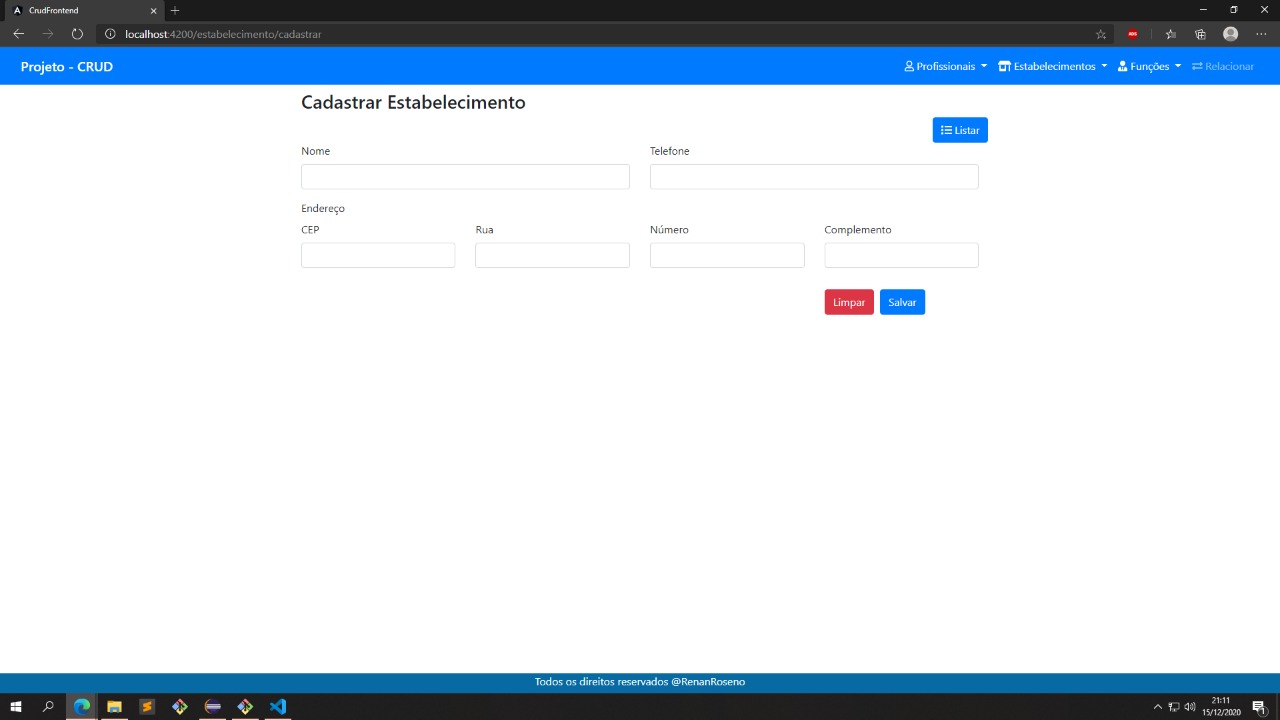 CrudFrontend
localhost:4200/estabelecimento/cadastrar
Projeto - CRUD
Profissionais
Estabelecimentos
Funções
Relacionar
Cadastrar Estabelecimento
Listar
Nome
Telefone
Endereço
CEP
Rua
Número
Complemento
Limpar
Salvar
Todos os direitos reservados @RenanRoseno
21:11
15/12/2020
1